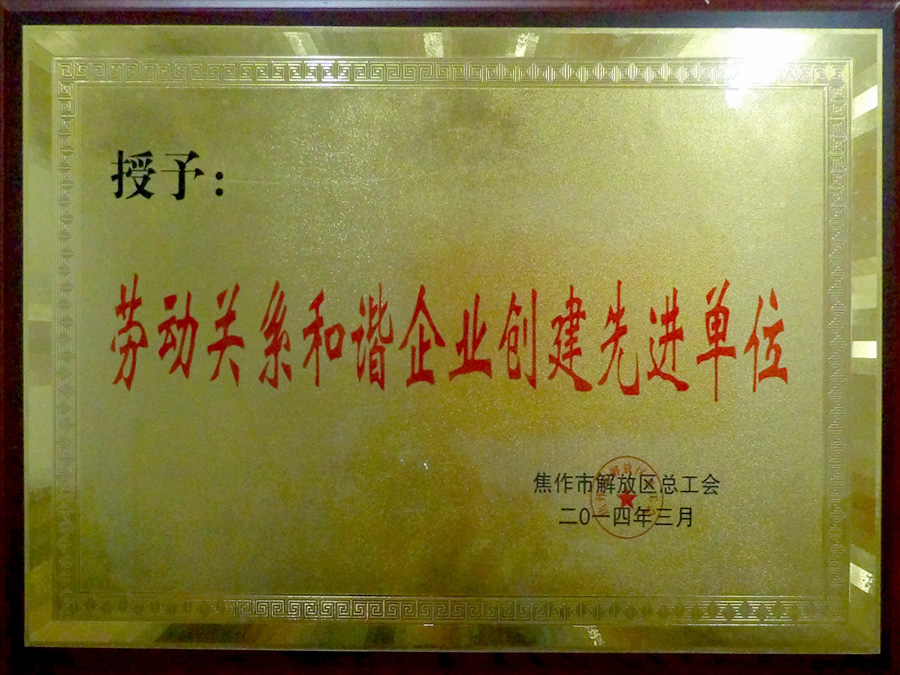 授予：
劳动关系和谐企业创建先进单位
焦作市解放区总工会
二〇一四年三月